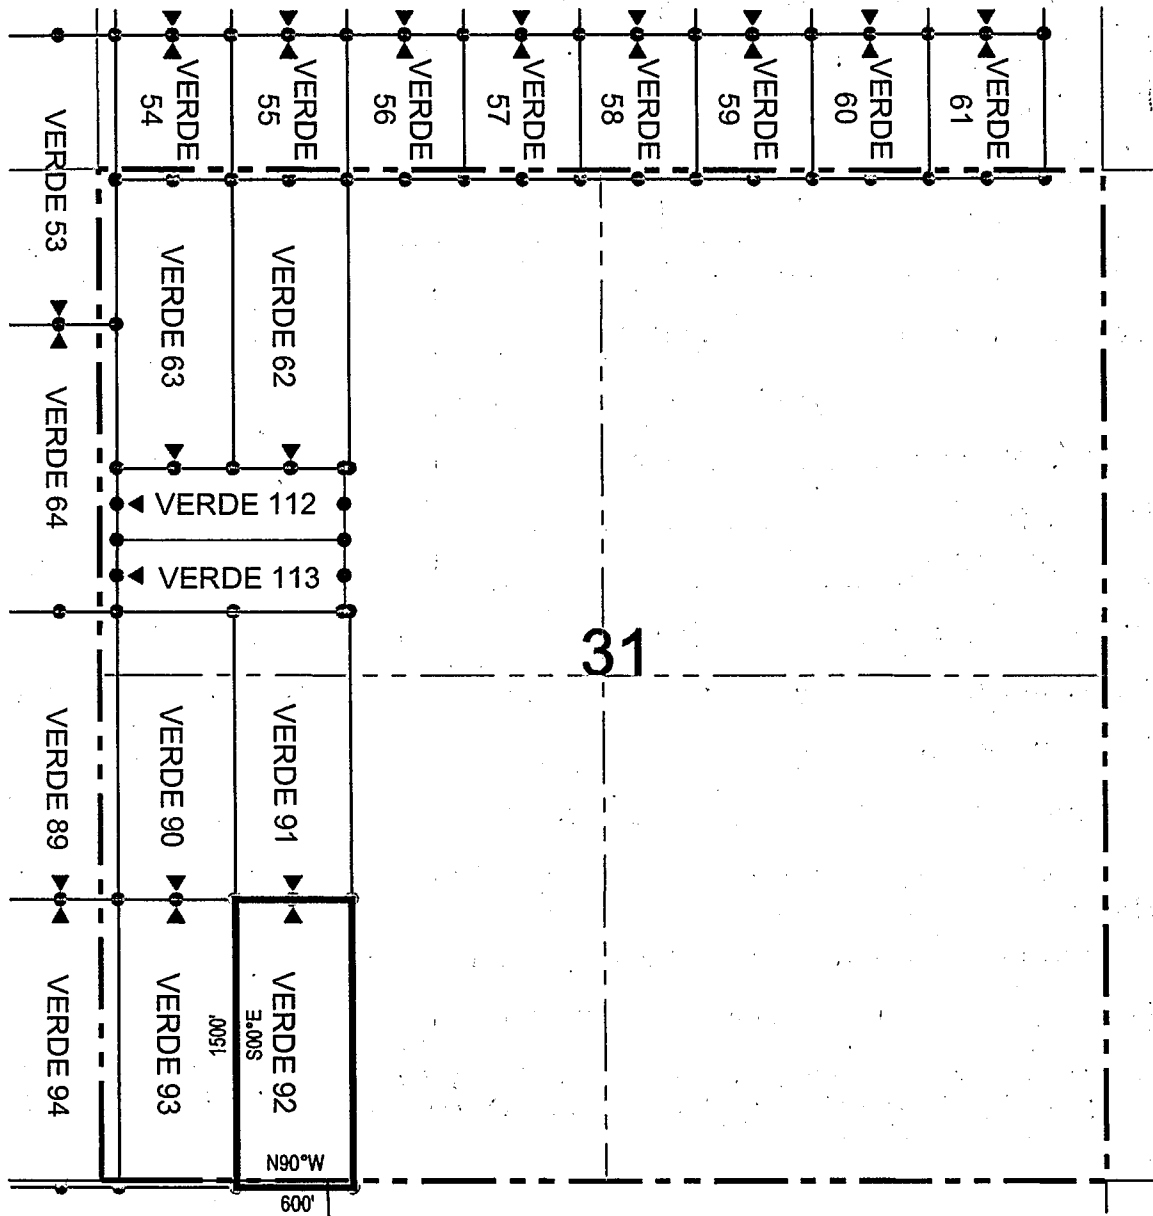 VERDE
54
VERDE
55
VERDE
56
VERDE
57
VERDE
58
VERDE
59
VERDE
60
VERDE
61
VERDE 53
VERDE 63
VERDE 62
VERDE 64
VERDE 112
VERDE 113
31
VERDE 89
VERDE 90
VERDE 91
VERDE 94
VERDE 93
1500'
S00°E
VERDE 92
N90°W
600'